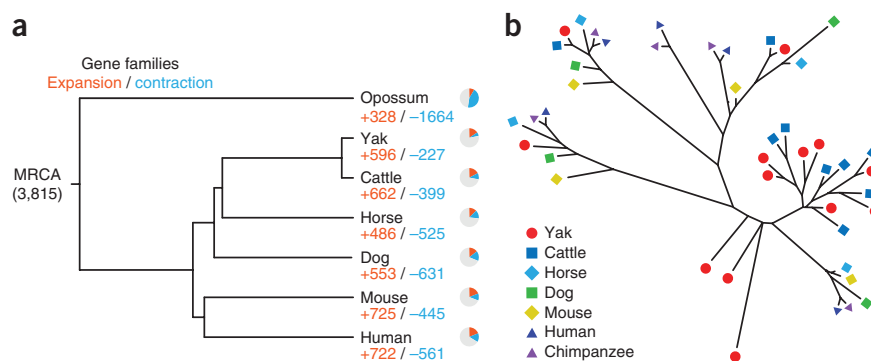 a
Gene families
Expansion / contraction
Opossum
+328 / –1664
Yak
+596 / –227
MRCA
(3,815)
Cattle
+662 / –399
Horse
+486 / –525
Dog
+553 / –631
Mouse
+725 / –445
Human
+722 / –561
b
Yak
Cattle
Horse
Dog
Mouse
Human
Chimpanzee